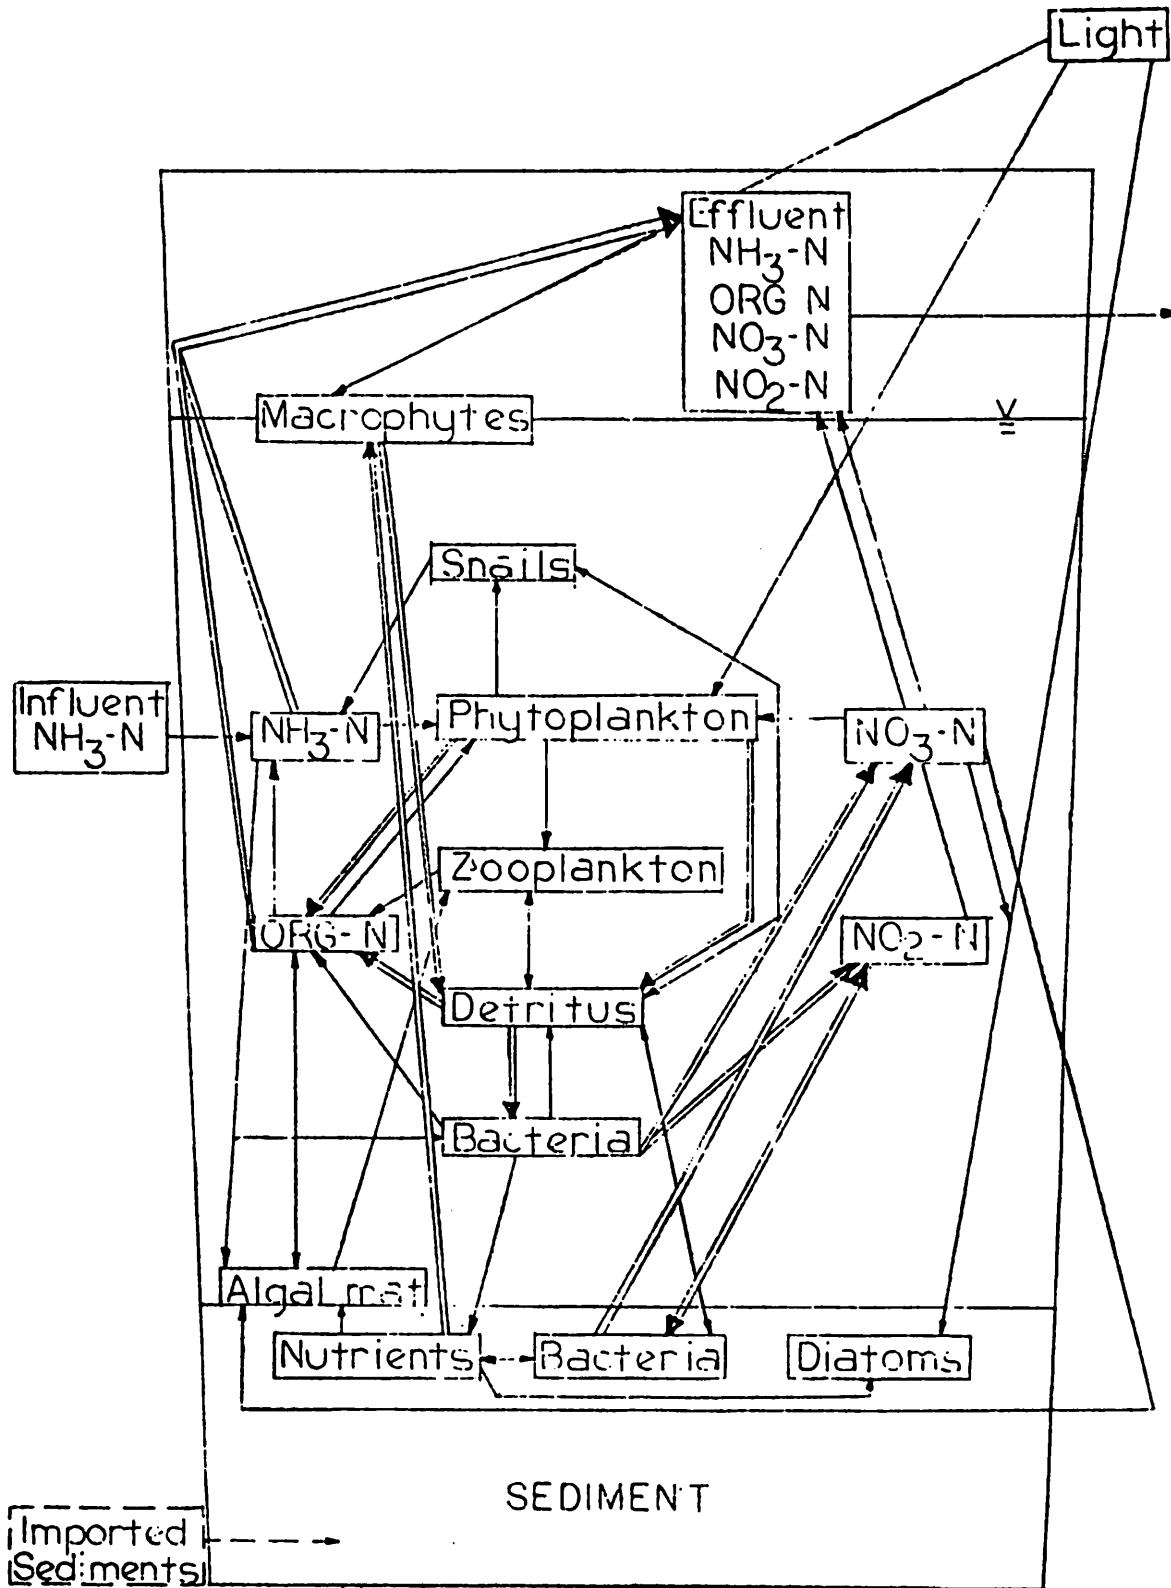 Light
Effluent
NH3-N
ORG N
NO3-N
NO2-N
Macrophytes
Snails
Influent
NH3-N
NH3-N
Phytoplankton
NO3-N
Zooplankton
ORG-N
NO2-N
Detritus
Bacteria
Algal mat
Nutrients
Bacteria
Diatoms
SEDIMENT
Imported
Sediments